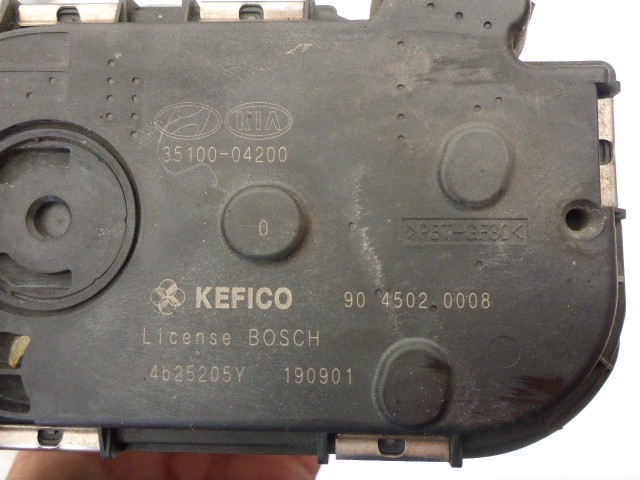 KIA
35100-04200
0
>PBT-GF30<
KEFICO 90 4502 0008
License BOSCH
4b25205Y 190901